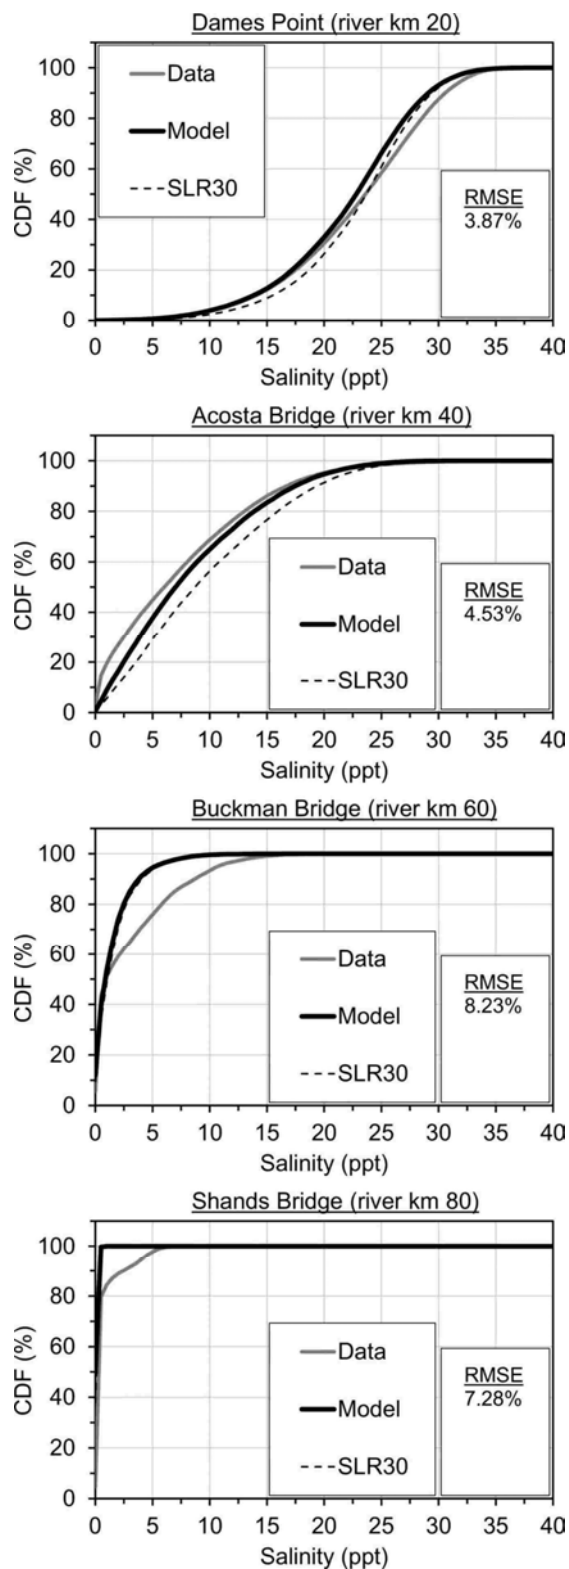 Dames Point (river km 20)
100
80
60
40
20
0
CDF (%)
Data
Model
SLR30
RMSE
3.87%
0 5 10 15 20 25 30 35 40
Salinity (ppt)
Acosta Bridge (river km 40)
100
80
60
40
20
0
CDF (%)
Data
Model
SLR30
RMSE
4.53%
0 5 10 15 20 25 30 35 40
Salinity (ppt)
Buckman Bridge (river km 60)
100
80
60
40
20
0
CDF (%)
Data
Model
SLR30
RMSE
8.23%
0 5 10 15 20 25 30 35 40
Salinity (ppt)
Shands Bridge (river km 80)
100
80
60
40
20
0
CDF (%)
Data
Model
SLR30
RMSE
7.28%
0 5 10 15 20 25 30 35 40
Salinity (ppt)